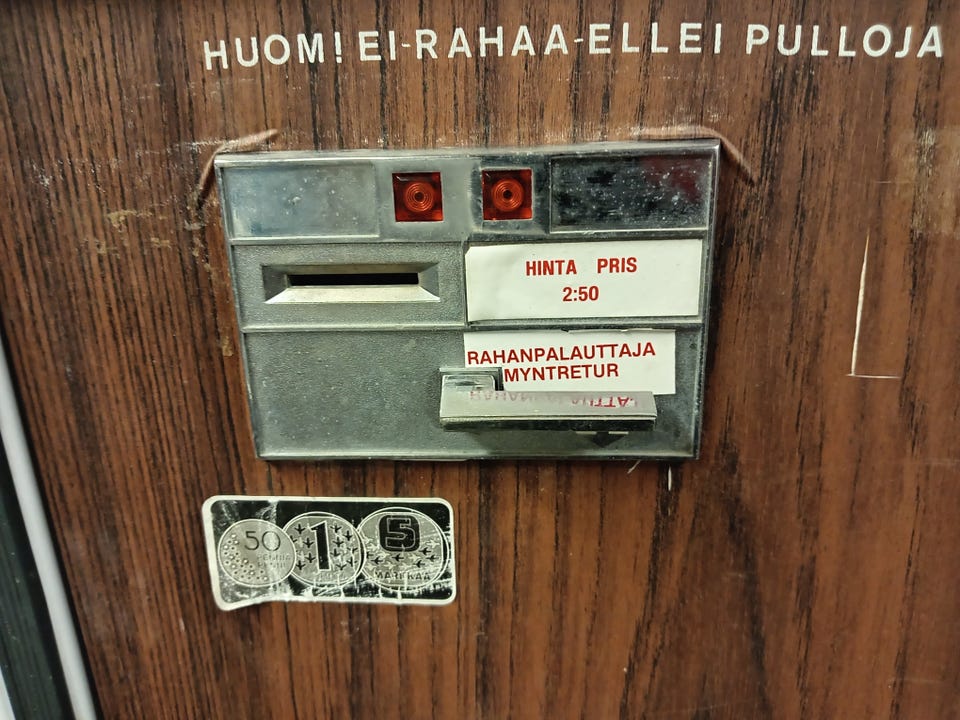 HUOM! EI-RAHAA-ELLEI PULLOJA
HINTA PRIS
2:50
RAHANPALAUTTAJA
MYNTRETUR
50 1 5
MARKKAA